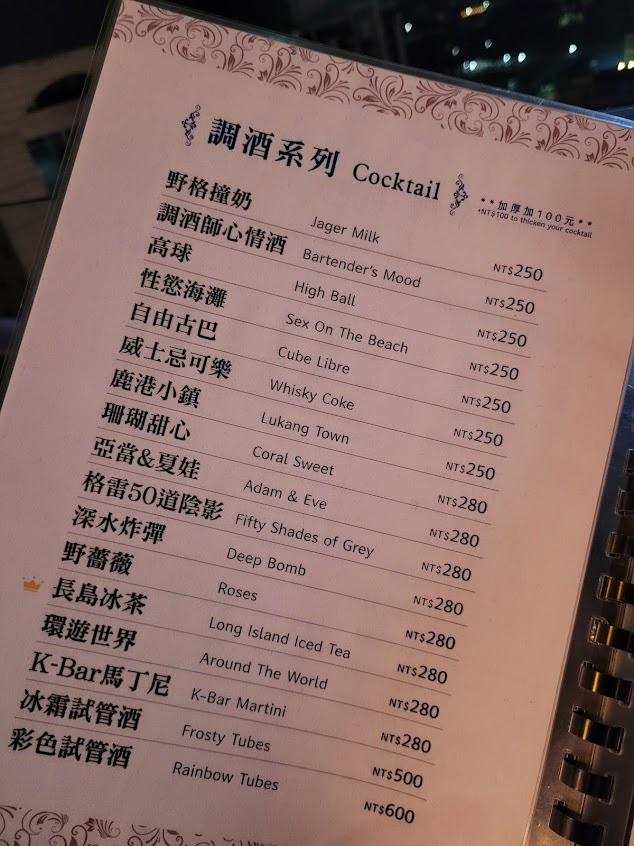 調酒系列 Cocktail
**加厚加100元**
+NT$100 to thicken your cocktail
野格撞奶 Jager Milk NT$250
調酒師心情酒 Bartender's Mood NT$250
高球 High Ball NT$250
性慾海灘 Sex On The Beach NT$250
自由古巴 Cube Libre NT$250
威士忌可樂 Whisky Coke NT$250
鹿港小鎮 Lukang Town NT$250
珊瑚甜心 Coral Sweet NT$280
亞當&夏娃 Adam & Eve NT$280
格雷50道陰影 Fifty Shades of Grey NT$280
深水炸彈 Deep Bomb NT$280
野薔薇 Roses NT$280
長島冰茶 Long Island Iced Tea NT$280
環遊世界 Around The World NT$280
K-Bar馬丁尼 K-Bar Martini NT$280
冰霜試管酒 Frosty Tubes NT$500
彩色試管酒 Rainbow Tubes NT$600